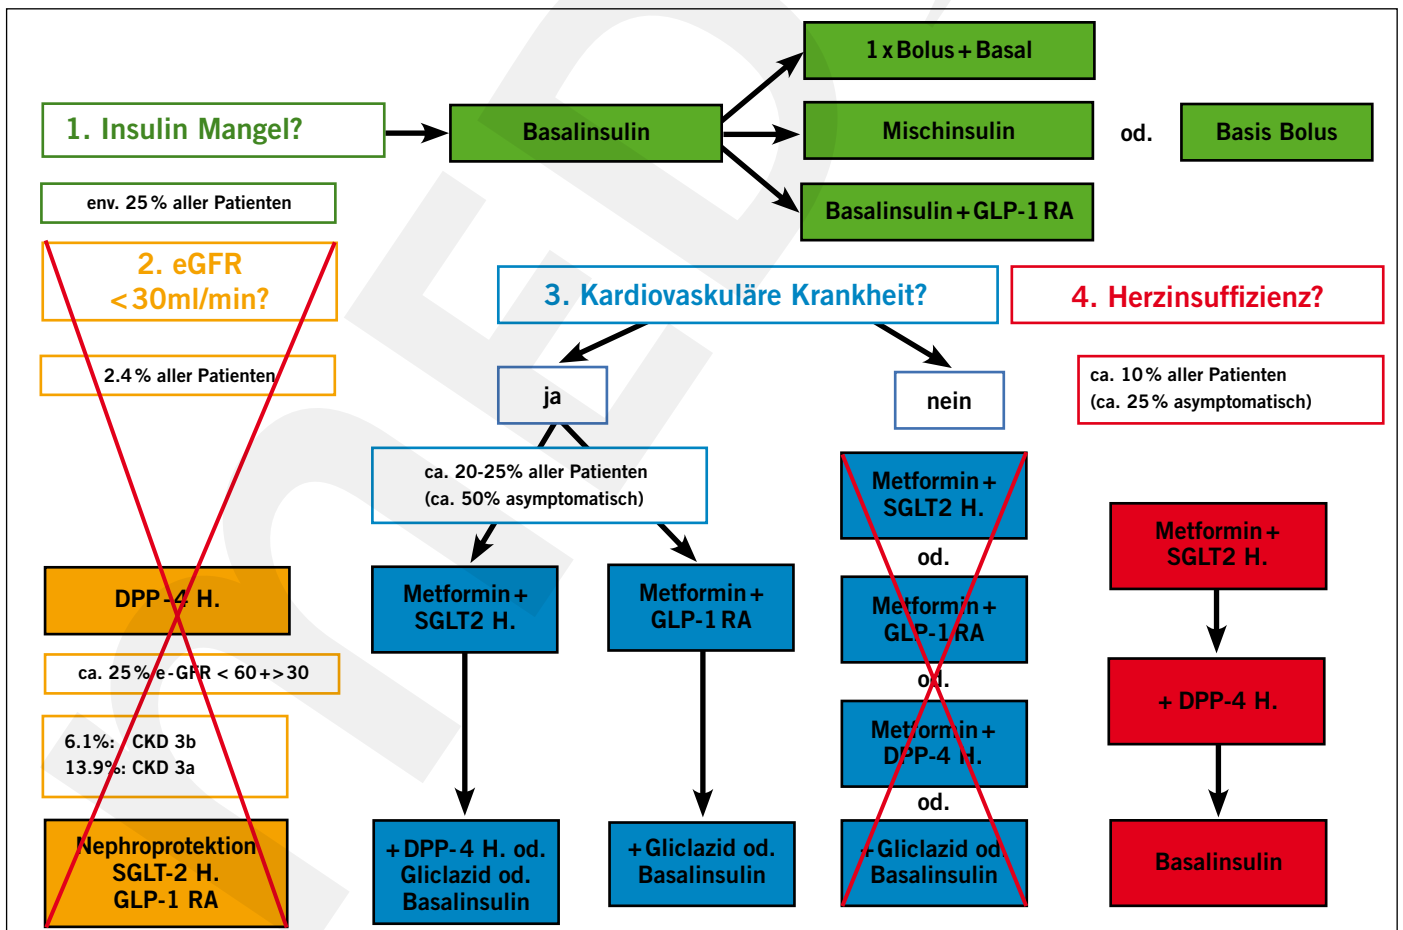 1 x Bolus + Basal
1. Insulin Mangel?
Basalinsulin
Mischinsulin
od.
Basis Bolus
env. 25 % aller Patienten
Basalinsulin + GLP-1 RA
2. eGFR
< 30ml/min?
2.4 % aller Patienten
DPP-4 H.
ca. 25 % e-GFR < 60 + > 30
6.1%: CKD 3b
13.9%: CKD 3a
Nephroprotektion
SGLT-2 H.
GLP-1 RA
3. Kardiovaskuläre Krankheit?
ja
ca. 20-25% aller Patienten
(ca. 50% asymptomatisch)
Metformin +
SGLT2 H.
+ DPP-4 H. od.
Gliclazid od.
Basalinsulin
Metformin +
GLP-1 RA
+ Gliclazid od.
Basalinsulin
nein
Metformin +
SGLT2 H.
od.
Metformin +
GLP-1 RA
od.
Metformin +
DPP-4 H.
od.
+ Gliclazid od.
Basalinsulin
4. Herzinsuffizienz?
ca. 10 % aller Patienten
(ca. 25 % asymptomatisch)
Metformin +
SGLT2 H.
+ DPP-4 H.
Basalinsulin